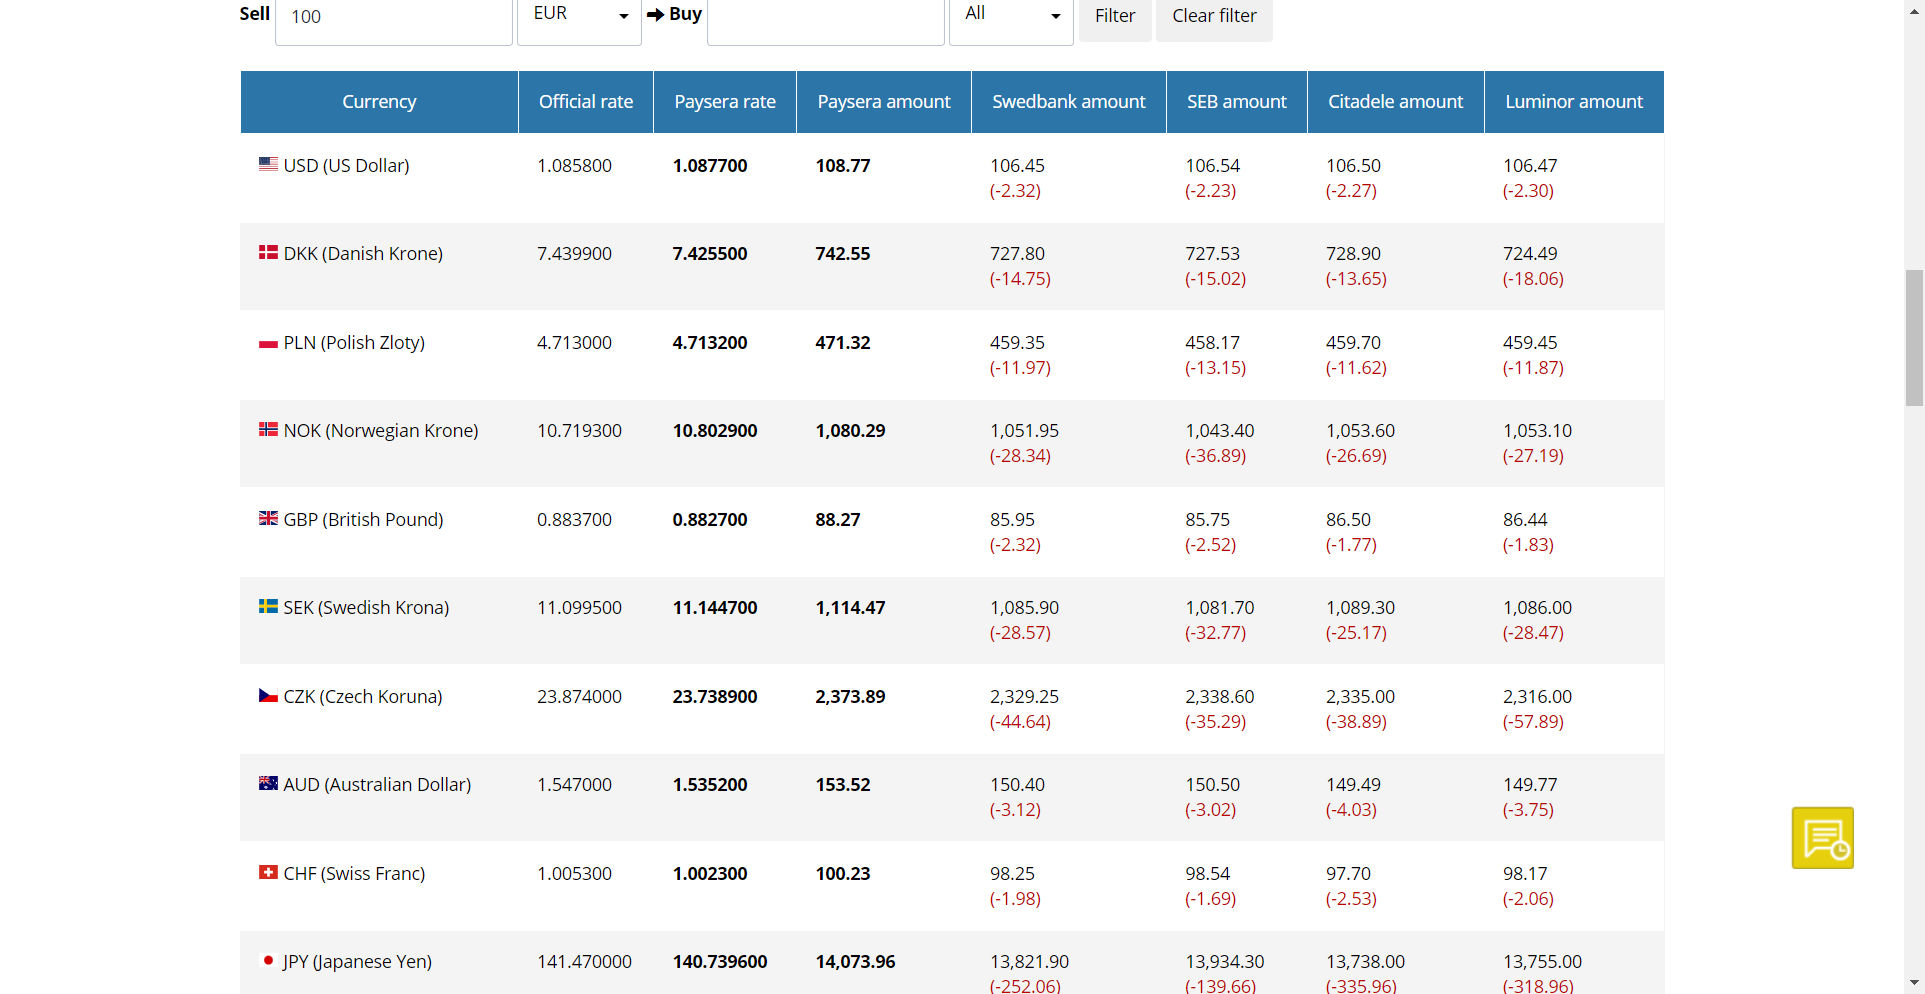 Sell 100 EUR Buy All Filter Clear filter
Currency Official rate Paysera rate Paysera amount Swedbank amount SEB amount Citadele amount Luminor amount
USD (US Dollar) 1.085800 1.087700 108.77 106.45 106.54 106.50 106.47
(-2.32) (-2.23) (-2.27) (-2.30)
DKK (Danish Krone) 7.439900 7.425500 742.55 727.80 727.53 728.90 724.49
(-14.75) (-15.02) (-13.65) (-18.06)
PLN (Polish Zloty) 4.713000 4.713200 471.32 459.35 458.17 459.70 459.45
(-11.97) (-13.15) (-11.62) (-11.87)
NOK (Norwegian Krone) 10.719300 10.802900 1,080.29 1,051.95 1,043.40 1,053.60 1,053.10
(-28.34) (-36.89) (-26.69) (-27.19)
GBP (British Pound) 0.883700 0.882700 88.27 85.95 85.75 86.50 86.44
(-2.32) (-2.52) (-1.77) (-1.83)
SEK (Swedish Krona) 11.099500 11.144700 1,114.47 1,085.90 1,081.70 1,089.30 1,086.00
(-28.57) (-32.77) (-25.17) (-28.47)
CZK (Czech Koruna) 23.874000 23.738900 2,373.89 2,329.25 2,338.60 2,335.00 2,316.00
(-44.64) (-35.29) (-38.89) (-57.89)
AUD (Australian Dollar) 1.547000 1.535200 153.52 150.40 150.50 149.49 149.77
(-3.12) (-3.02) (-4.03) (-3.75)
CHF (Swiss Franc) 1.005300 1.002300 100.23 98.25 98.54 97.70 98.17
(-1.98) (-1.69) (-2.53) (-2.06)
JPY (Japanese Yen) 141.470000 140.739600 14,073.96 13,821.90 13,934.30 13,738.00 13,755.00
(-252.06) (-139.66) (-335.96) (-318.96)